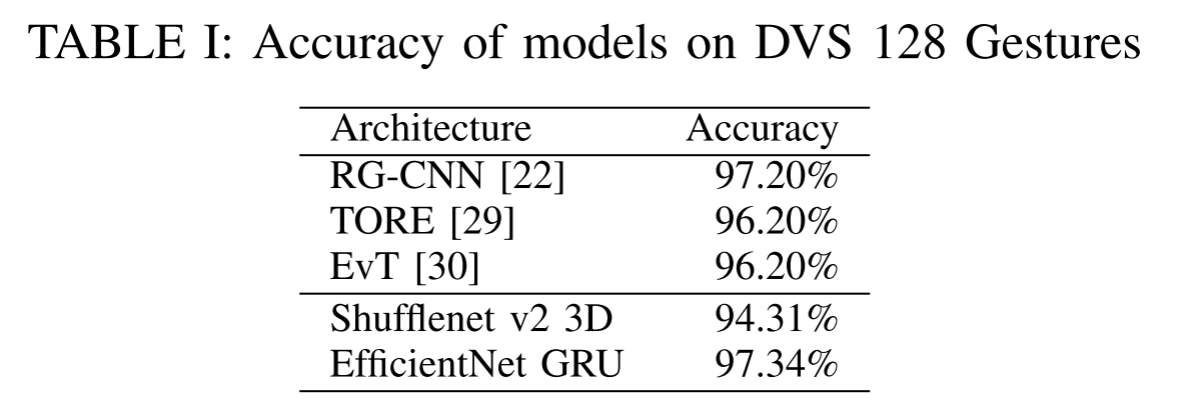 TABLE I: Accuracy of models on DVS 128 Gestures
Architecture Accuracy
RG-CNN [22] 97.20%
TORE [29] 96.20%
EvT [30] 96.20%
Shufflenet v2 3D 94.31%
EfficientNet GRU 97.34%